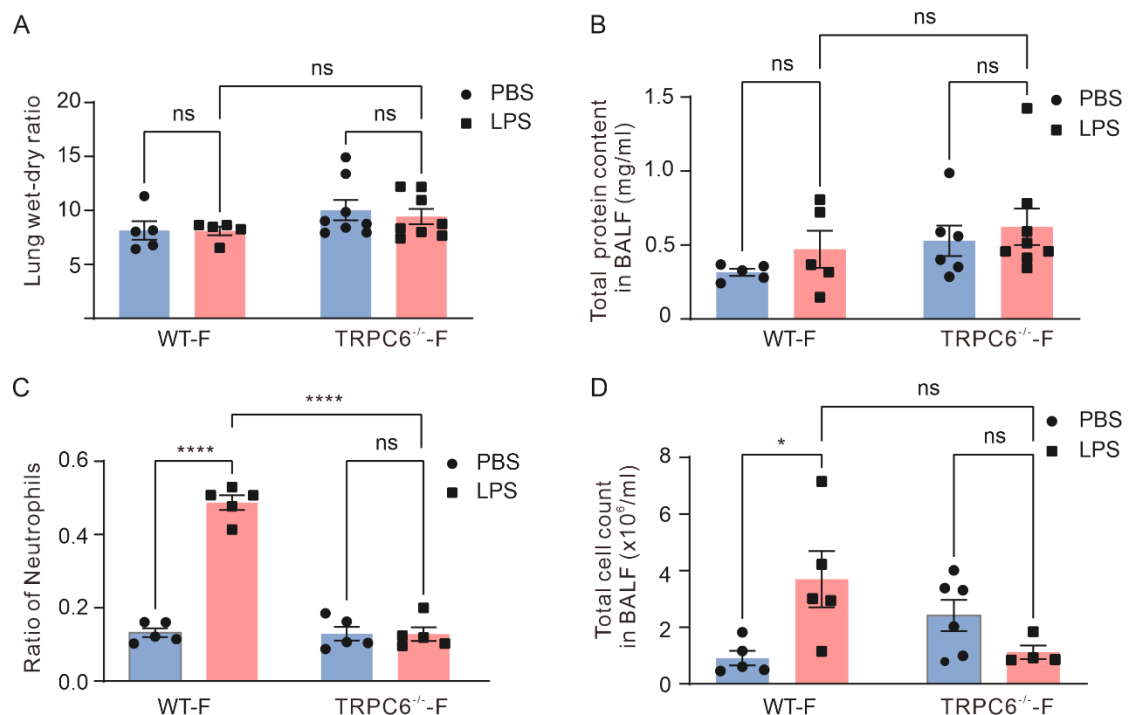 A
ns
ns
ns
PBS
LPS
Lung wet-dry ratio
20
15
10
5
WT-F
TRPC6-/--F
B
ns
ns
ns
PBS
LPS
Total protein content
in BALF (mg/ml)
1.5
1.0
0.5
0
WT-F
TRPC6-/--F
C
****
****
ns
PBS
LPS
Ratio of Neutrophils
0.6
0.4
0.2
0.0
WT-F
TRPC6-/--F
D
ns
*
ns
PBS
LPS
Total cell count
in BALF (x10⁶/ml)
8
6
4
2
0
WT-F
TRPC6-/--F